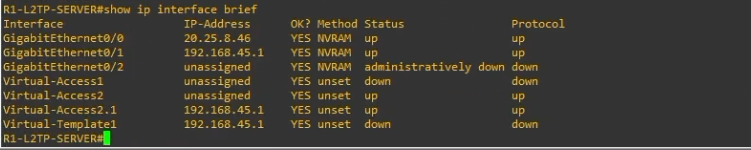 R1-L2TP-SERVER#show ip interface brief
Interface                  IP-Address      OK? Method Status                Protocol
GigabitEthernet0/0         20.25.8.46      YES NVRAM  up                    up
GigabitEthernet0/1         192.168.45.1    YES NVRAM  up                    up
GigabitEthernet0/2         unassigned      YES NVRAM  administratively down down
Virtual-Access1            unassigned      YES unset  down                  down
Virtual-Access2            unassigned      YES unset  up                    up
Virtual-Access2.1          192.168.45.1    YES unset  up                    up
Virtual-Template1          192.168.45.1    YES unset  down                  down
R1-L2TP-SERVER#